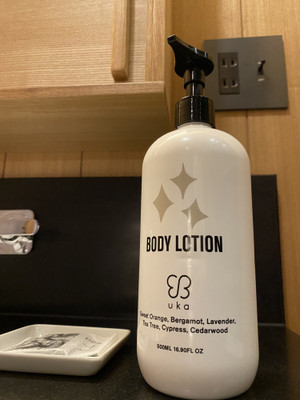 BODY LOTION
uka
Sweet Orange, Bergamot, Lavender,
Tea Tree, Cypress, Cedarwood
500ML 16.90FL OZ